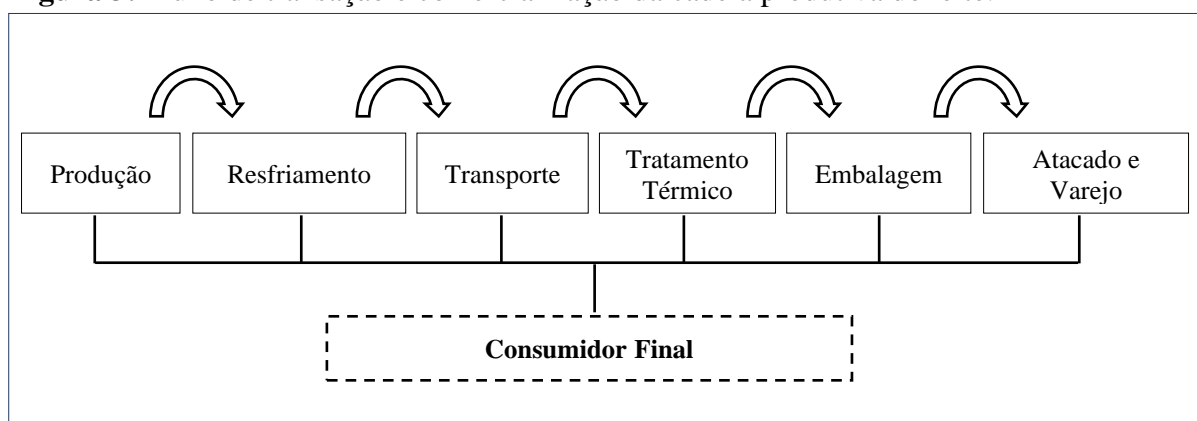 Produção
Resfriamento
Transporte
Tratamento
Térmico
Embalagem
Atacado e
Varejo
Consumidor Final